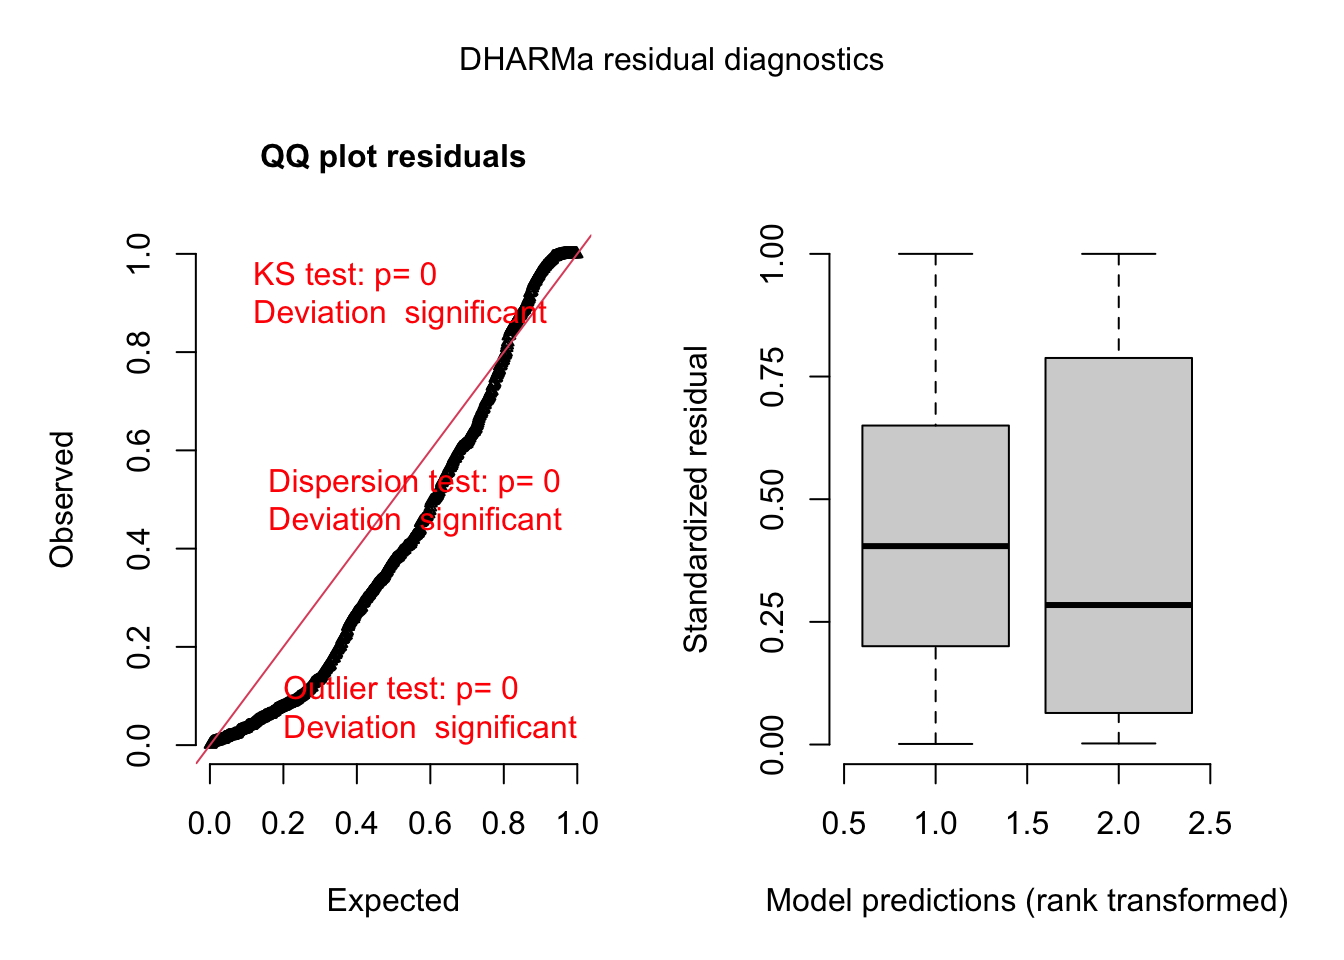 DHARMa residual diagnostics
QQ plot residuals
KS test: p= 0
Deviation  significant
Dispersion test: p= 0
Deviation  significant
Outlier test: p= 0
Deviation  significant
Observed
0.0 0.2 0.4 0.6 0.8 1.0
0.0 0.2 0.4 0.6 0.8 1.0
Expected
Standardized residual
0.00 0.25 0.50 0.75 1.00
0.5 1.0 1.5 2.0 2.5
Model predictions (rank transformed)